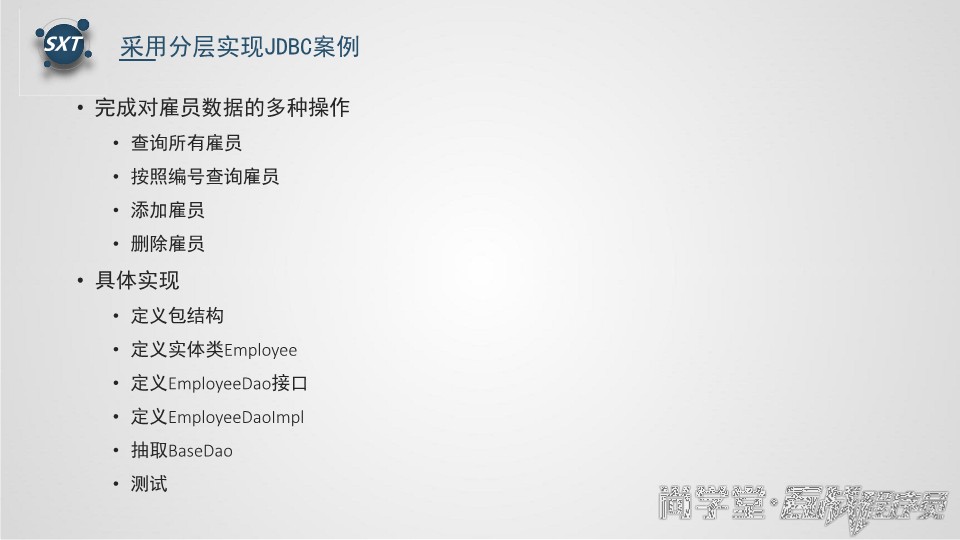 SXT
采用分层实现JDBC案例
• 完成对雇员数据的多种操作
• 查询所有雇员
• 按照编号查询雇员
• 添加雇员
• 删除雇员
• 具体实现
• 定义包结构
• 定义实体类Employee
• 定义EmployeeDao接口
• 定义EmployeeDaoImpl
• 抽取BaseDao
• 测试
尚学堂·